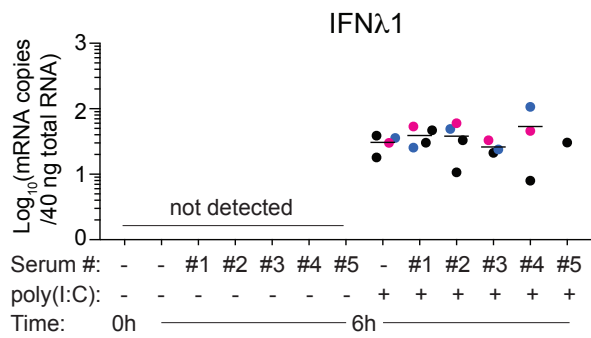 IFNλ1
Log10(mRNA copies
/40 ng total RNA)
3
2
1
0
not detected
Serum #: - - #1 #2 #3 #4 #5 - #1 #2 #3 #4 #5
poly(I:C): - - - - - - - + + + + + +
Time: 0h 6h